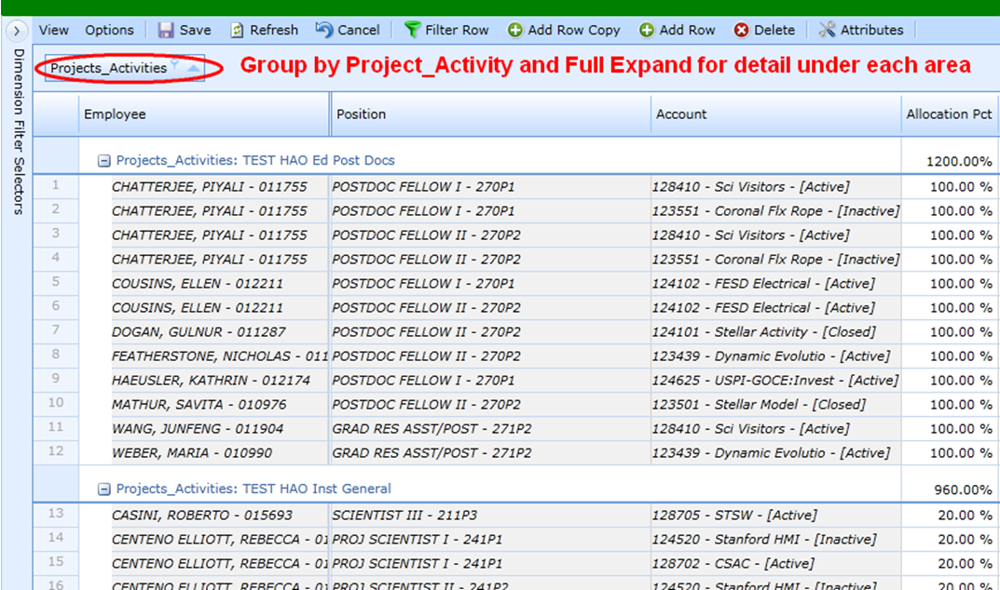 View Options Save Refresh Cancel Filter Row Add Row Copy Add Row Delete Attributes
Dimension Filter Selectors
Projects_Activities Group by Project_Activity and Full Expand for detail under each area
Employee Position Account Allocation Pct
Projects_Activities: TEST HAO Ed Post Docs 1200.00%
1 CHATTERJEE, PIYALI - 011755 POSTDOC FELLOW I - 270P1 128410 - Sci Visitors - [Active] 100.00 %
2 CHATTERJEE, PIYALI - 011755 POSTDOC FELLOW I - 270P1 123551 - Coronal Flx Rope - [Inactive] 100.00 %
3 CHATTERJEE, PIYALI - 011755 POSTDOC FELLOW II - 270P2 128410 - Sci Visitors - [Active] 100.00 %
4 CHATTERJEE, PIYALI - 011755 POSTDOC FELLOW II - 270P2 123551 - Coronal Flx Rope - [Inactive] 100.00 %
5 COUSINS, ELLEN - 012211 POSTDOC FELLOW I - 270P1 124102 - FESD Electrical - [Active] 100.00 %
6 COUSINS, ELLEN - 012211 POSTDOC FELLOW II - 270P2 124102 - FESD Electrical - [Active] 100.00 %
7 DOGAN, GULNUR - 011287 POSTDOC FELLOW II - 270P2 124101 - Stellar Activity - [Closed] 100.00 %
8 FEATHERSTONE, NICHOLAS - 011 POSTDOC FELLOW II - 270P2 123439 - Dynamic Evolutio - [Active] 100.00 %
9 HAEUSLER, KATHRIN - 012174 POSTDOC FELLOW I - 270P1 124625 - USPI-GOCE:Invest - [Active] 100.00 %
10 MATHUR, SAVITA - 010976 POSTDOC FELLOW II - 270P2 123501 - Stellar Model - [Closed] 100.00 %
11 WANG, JUNFENG - 011904 GRAD RES ASST/POST - 271P2 128410 - Sci Visitors - [Active] 100.00 %
12 WEBER, MARIA - 010990 GRAD RES ASST/POST - 271P2 123439 - Dynamic Evolutio - [Active] 100.00 %
Projects_Activities: TEST HAO Inst General 960.00%
13 CASINI, ROBERTO - 015693 SCIENTIST III - 211P3 128705 - STSW - [Active] 20.00 %
14 CENTENO ELLIOTT, REBECCA - 01 PROJ SCIENTIST I - 241P1 124520 - Stanford HMI - [Inactive] 20.00 %
15 CENTENO ELLIOTT, REBECCA - 01 PROJ SCIENTIST I - 241P1 128702 - CSAC - [Active] 20.00 %
16 CENTENO ELLIOTT, REBECCA - 01 PROJ SCIENTIST II - 241P2 124520 - Stanford HMI - [Inactive] 20.00 %